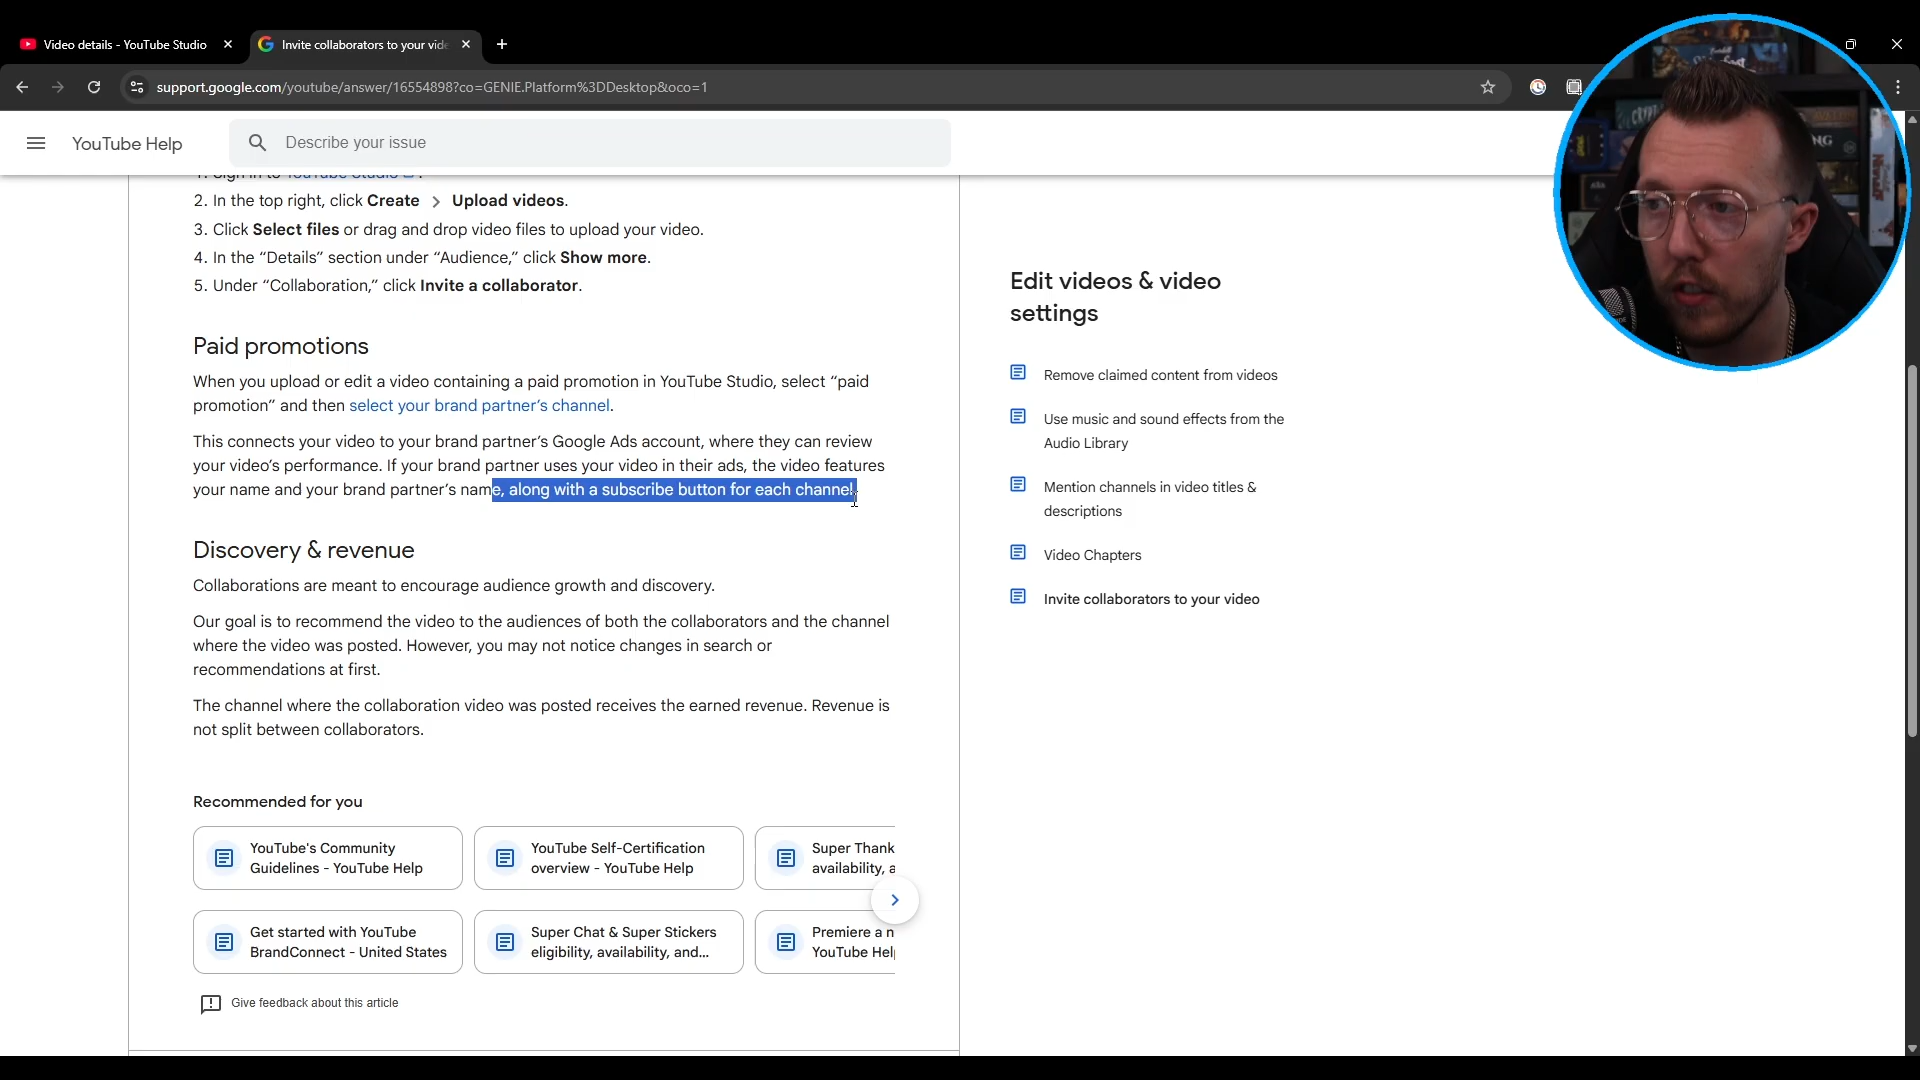 Video details - YouTube Studio
Invite collaborators to your vide
support.google.com/youtube/answer/16554898?co=GENIE.Platform%3DDesktop&oco=1
YouTube Help
Describe your issue
1. Sign in to YouTube Studio.
2. In the top right, click Create > Upload videos.
3. Click Select files or drag and drop video files to upload your video.
4. In the “Details” section under “Audience,” click Show more.
5. Under “Collaboration,” click Invite a collaborator.
Paid promotions
When you upload or edit a video containing a paid promotion in YouTube Studio, select “paid
promotion” and then select your brand partner’s channel.
This connects your video to your brand partner’s Google Ads account, where they can review
your video’s performance. If your brand partner uses your video in their ads, the video features
your name and your brand partner’s name, along with a subscribe button for each channel.
Discovery & revenue
Collaborations are meant to encourage audience growth and discovery.
Our goal is to recommend the video to the audiences of both the collaborators and the channel
where the video was posted. However, you may not notice changes in search or
recommendations at first.
The channel where the collaboration video was posted receives the earned revenue. Revenue is
not split between collaborators.
Recommended for you
YouTube's Community
Guidelines - YouTube Help
YouTube Self-Certification
overview - YouTube Help
Super Thank
availability, a
Get started with YouTube
BrandConnect - United States
Super Chat & Super Stickers
eligibility, availability, and...
Premiere a n
YouTube Hel
Give feedback about this article
Edit videos & video
settings
Remove claimed content from videos
Use music and sound effects from the
Audio Library
Mention channels in video titles &
descriptions
Video Chapters
Invite collaborators to your video